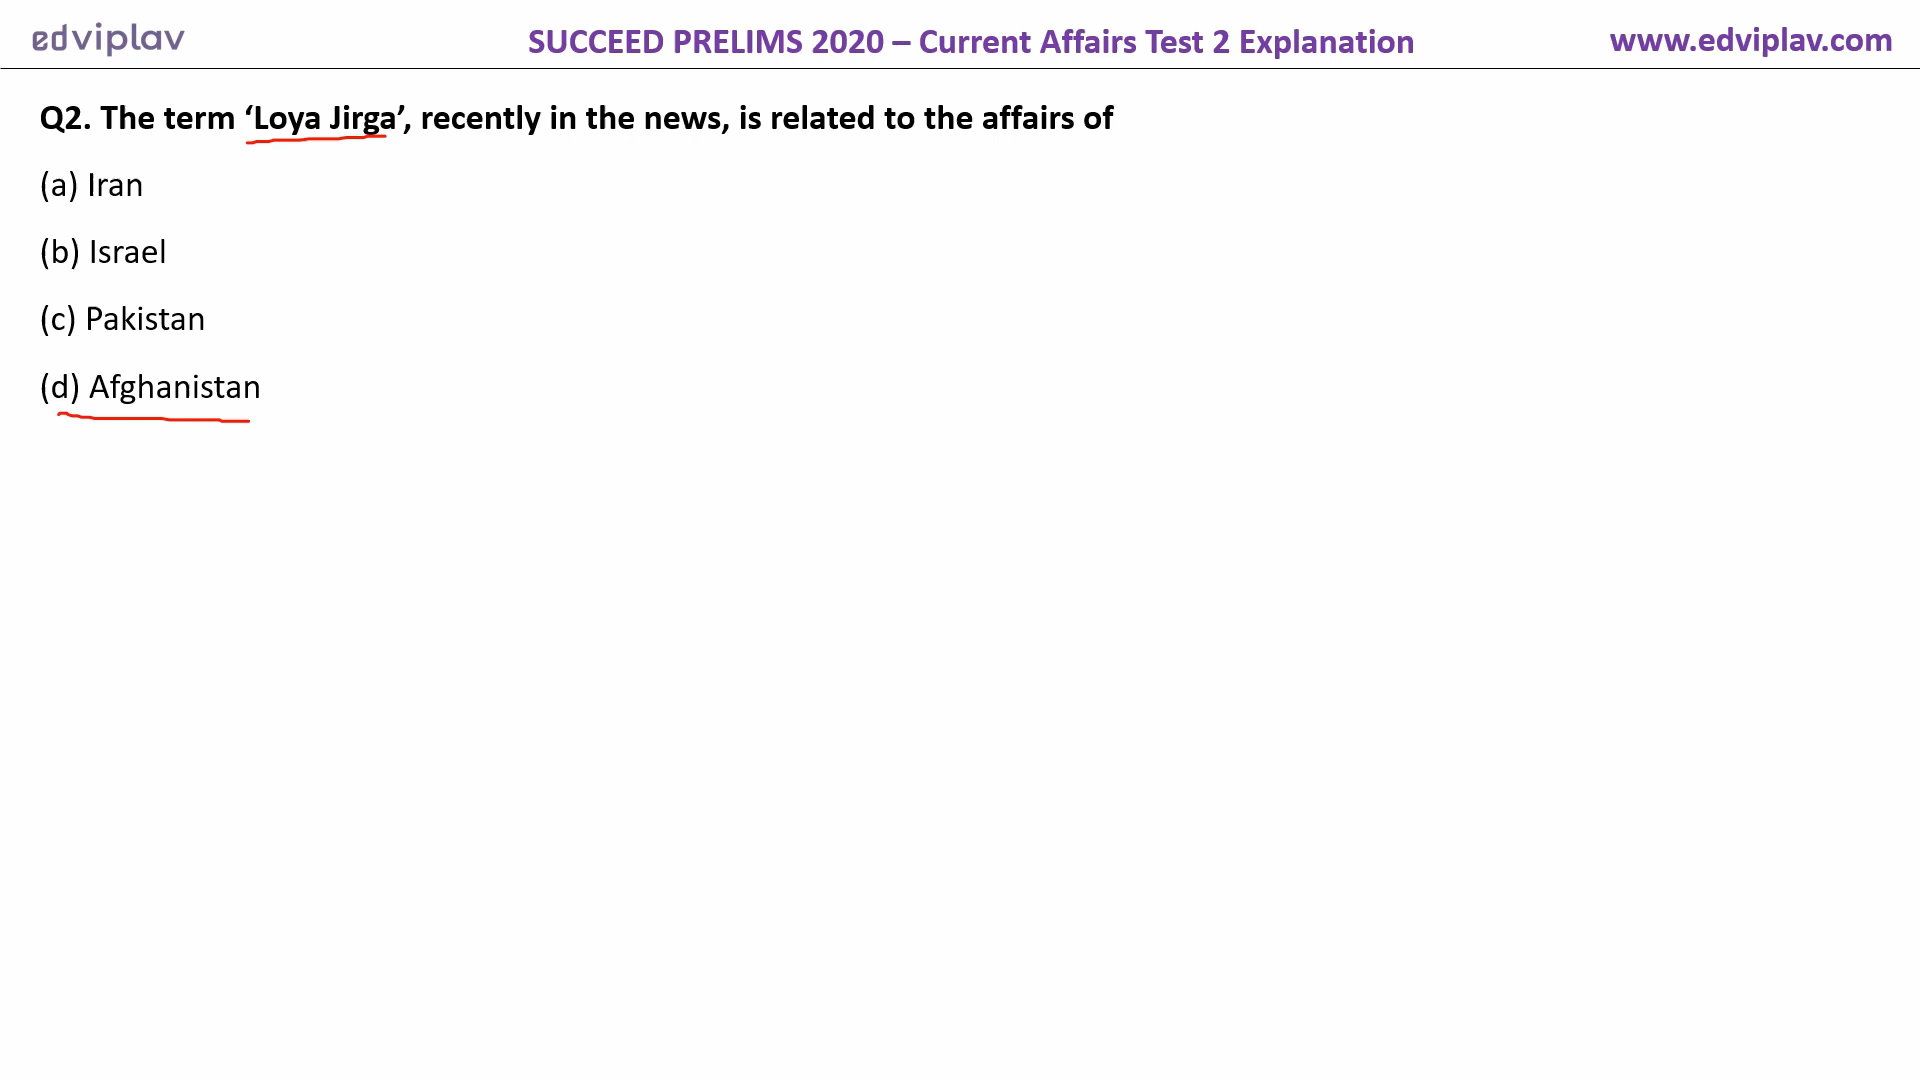 edviplav
SUCCEED PRELIMS 2020 – Current Affairs Test 2 Explanation
www.edviplav.com
Q2. The term ‘Loya Jirga’, recently in the news, is related to the affairs of
(a) Iran
(b) Israel
(c) Pakistan
(d) Afghanistan